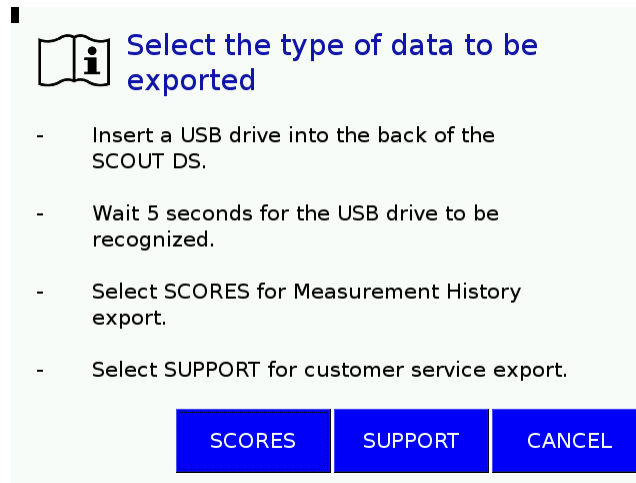 Select the type of data to be
exported
- Insert a USB drive into the back of the
SCOUT DS.
- Wait 5 seconds for the USB drive to be
recognized.
- Select SCORES for Measurement History
export.
- Select SUPPORT for customer service export.
SCORES SUPPORT CANCEL